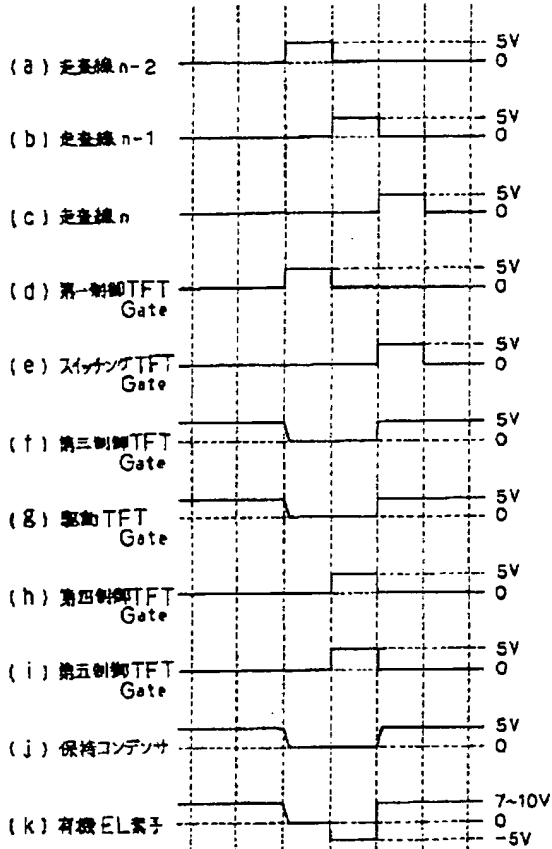 5V
(a) 走査線 n-2
0
5V
(b) 走査線 n-1
0
5V
(c) 走査線 n
0
5V
(d) 第一制御TFT
Gate
0
5V
(e) スイッチングTFT
Gate
0
5V
(f) 第三制御TFT
Gate
0
5V
(g) 駆動TFT
Gate
0
5V
(h) 第四制御TFT
Gate
0
5V
(i) 第五制御TFT
Gate
0
5V
(j) 保持コンデンサ
0
7~10V
(k) 有機EL素子
0
-5V